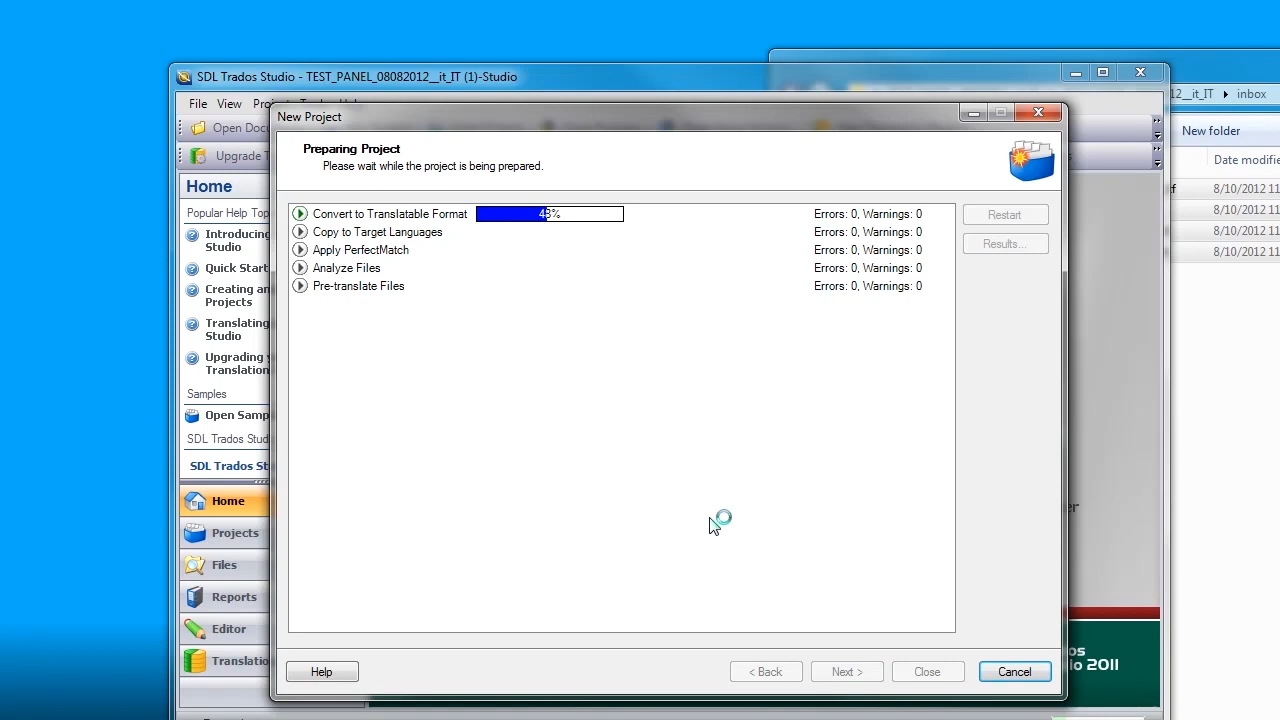 SDL Trados Studio - TEST_PANEL_08082012__it_IT (1)-Studio
12__it_IT ▸ inbox
File View
New Project
Open
New folder
Preparing Project
Please wait while the project is being prepared.
Upgrade
Date modifie
Home
Popular Help Top
Convert to Translatable Format 48% Errors: 0, Warnings: 0
Copy to Target Languages Errors: 0, Warnings: 0
Apply PerfectMatch Errors: 0, Warnings: 0
Analyze Files Errors: 0, Warnings: 0
Pre-translate Files Errors: 0, Warnings: 0
Restart
Results...
8/10/2012 11
8/10/2012 11
8/10/2012 11
8/10/2012 11
Introducing
Studio
Quick Start
Creating an
Projects
Translating
Studio
Upgrading
Translation
Samples
Open Samp
SDL Trados Stud
SDL Trados St
Home
Projects
Files
Reports
Editor
Translatio
er
dos
io 2011
Help
< Back
Next >
Close
Cancel